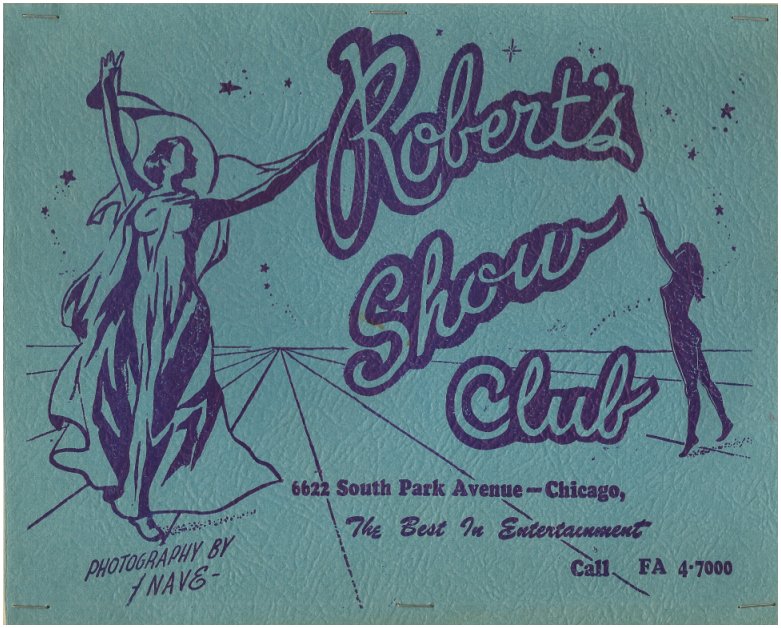 Robert's
Show
Club
6622 South Park Avenue—Chicago,
The Best In Entertainment
Call FA 4-7000
PHOTOGRAPHY BY
NAVE-